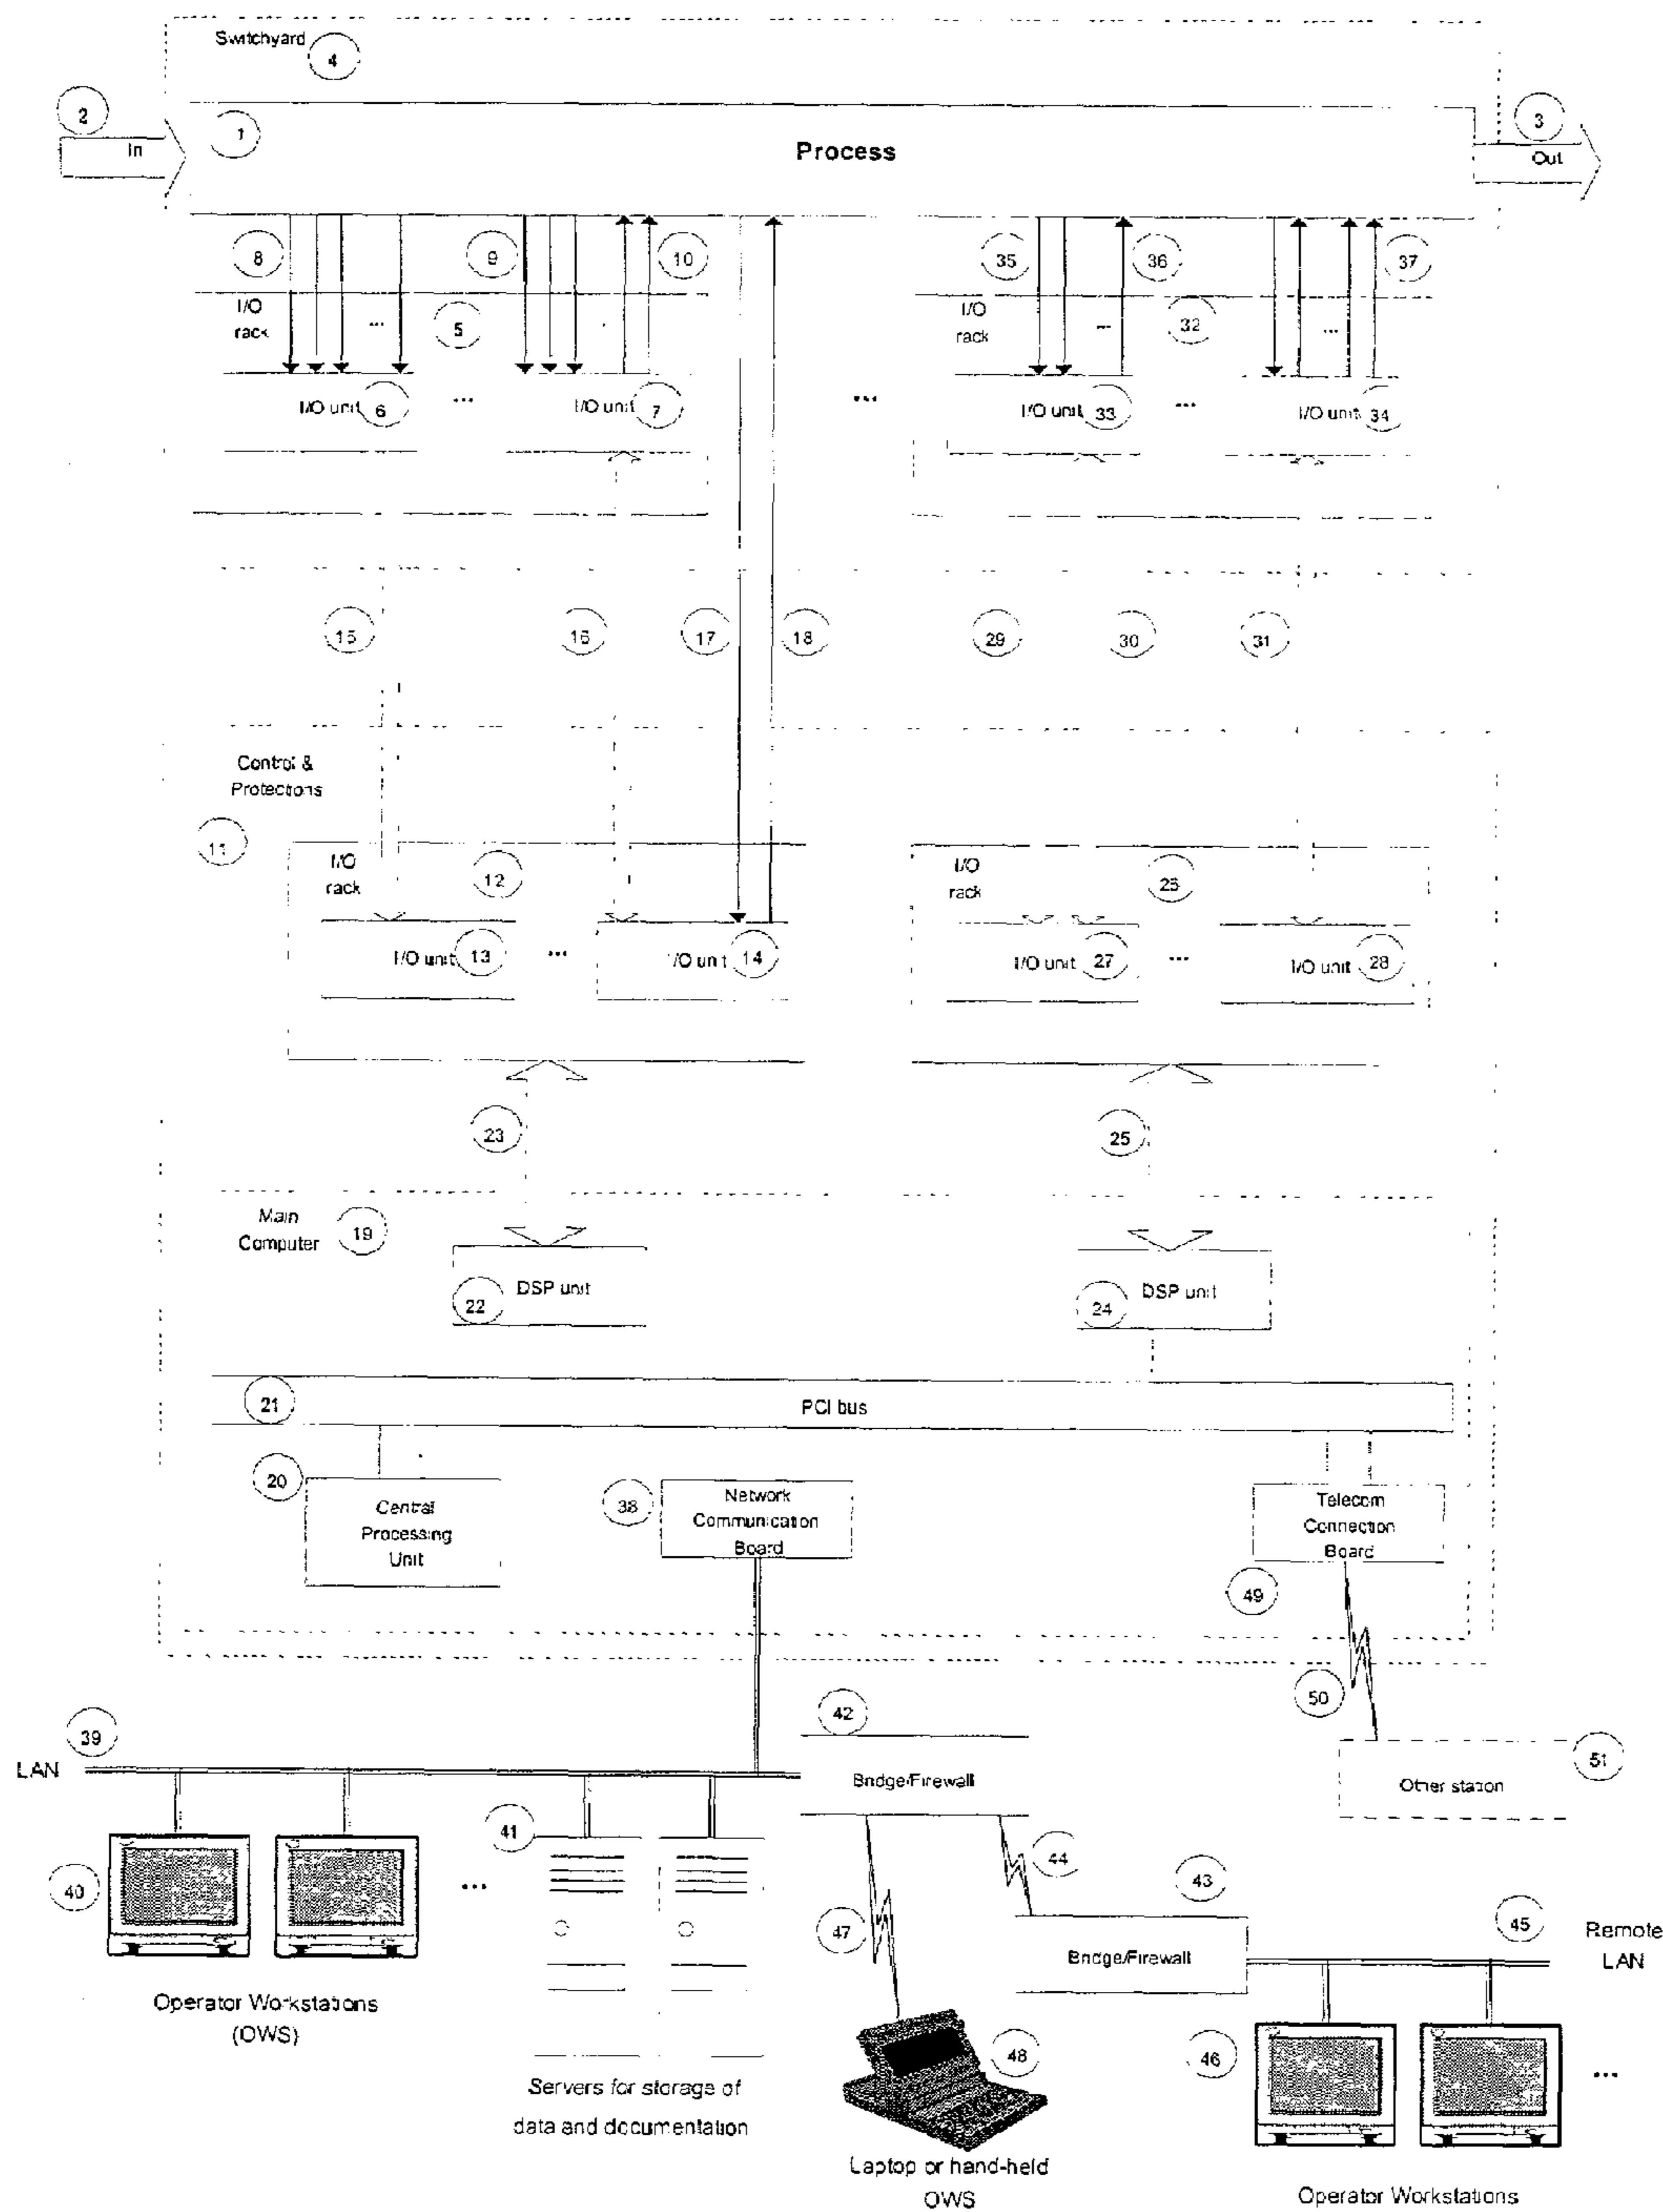 Switchyard
4
2
1
3
In
Process
Out
8
9
10
35
36
37
I/O
rack
...
5
I/O
rack
...
32
...
I/O unit
6
...
I/O unit
7
...
I/O unit
33
...
I/O unit
34
15
16
17
18
29
30
31
Control &
Protections
11
I/O
rack
12
I/O
rack
26
I/O unit
13
...
I/O unit
14
I/O unit
27
...
I/O unit
28
23
25
Main
Computer
19
DSP unit
22
DSP unit
24
21
PCI bus
20
Central
Processing
Unit
38
Network
Communication
Board
Telecom
Connection
Board
49
50
42
39
LAN
Bridge/Firewall
51
Other station
41
40
...
44
43
47
45
Remote
LAN
Bridge/Firewall
Operator Workstations
(OWS)
48
46
...
Servers for storage of
data and documentation
Laptop or hand-held
OWS
Operator Workstations